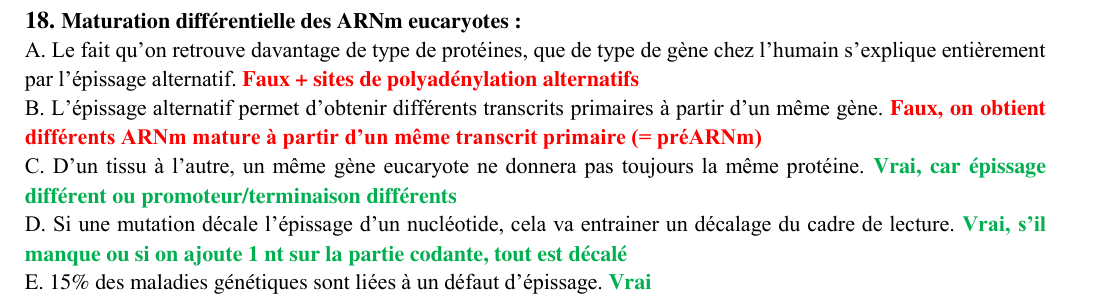 18. Maturation différentielle des ARNm eucaryotes :
A. Le fait qu’on retrouve davantage de type de protéines, que de type de gène chez l’humain s’explique entièrement
par l’épissage alternatif. Faux + sites de polyadénylation alternatifs
B. L’épissage alternatif permet d’obtenir différents transcrits primaires à partir d’un même gène. Faux, on obtient
différents ARNm mature à partir d’un même transcrit primaire (= préARNm)
C. D’un tissu à l’autre, un même gène eucaryote ne donnera pas toujours la même protéine. Vrai, car épissage
différent ou promoteur/terminaison différents
D. Si une mutation décale l’épissage d’un nucléotide, cela va entrainer un décalage du cadre de lecture. Vrai, s’il
manque ou si on ajoute 1 nt sur la partie codante, tout est décalé
E. 15% des maladies génétiques sont liées à un défaut d’épissage. Vrai